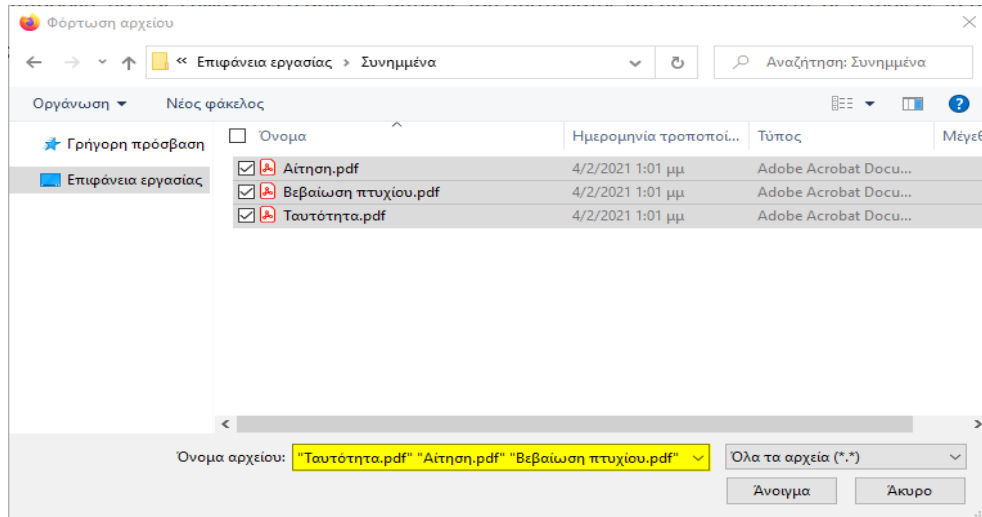 Φόρτωση αρχείου
« Επιφάνεια εργασίας › Συνημμένα
Αναζήτηση: Συνημμένα
Οργάνωση Νέος φάκελος
Γρήγορη πρόσβαση
Επιφάνεια εργασίας
Όνομα Ημερομηνία τροποποί... Τύπος Μέγεθ
Αίτηση.pdf 4/2/2021 1:01 μμ Adobe Acrobat Docu...
Βεβαίωση πτυχίου.pdf 4/2/2021 1:01 μμ Adobe Acrobat Docu...
Ταυτότητα.pdf 4/2/2021 1:01 μμ Adobe Acrobat Docu...
Όνομα αρχείου: "Ταυτότητα.pdf" "Αίτηση.pdf" "Βεβαίωση πτυχίου.pdf" Όλα τα αρχεία (*.*)
Άνοιγμα Άκυρο